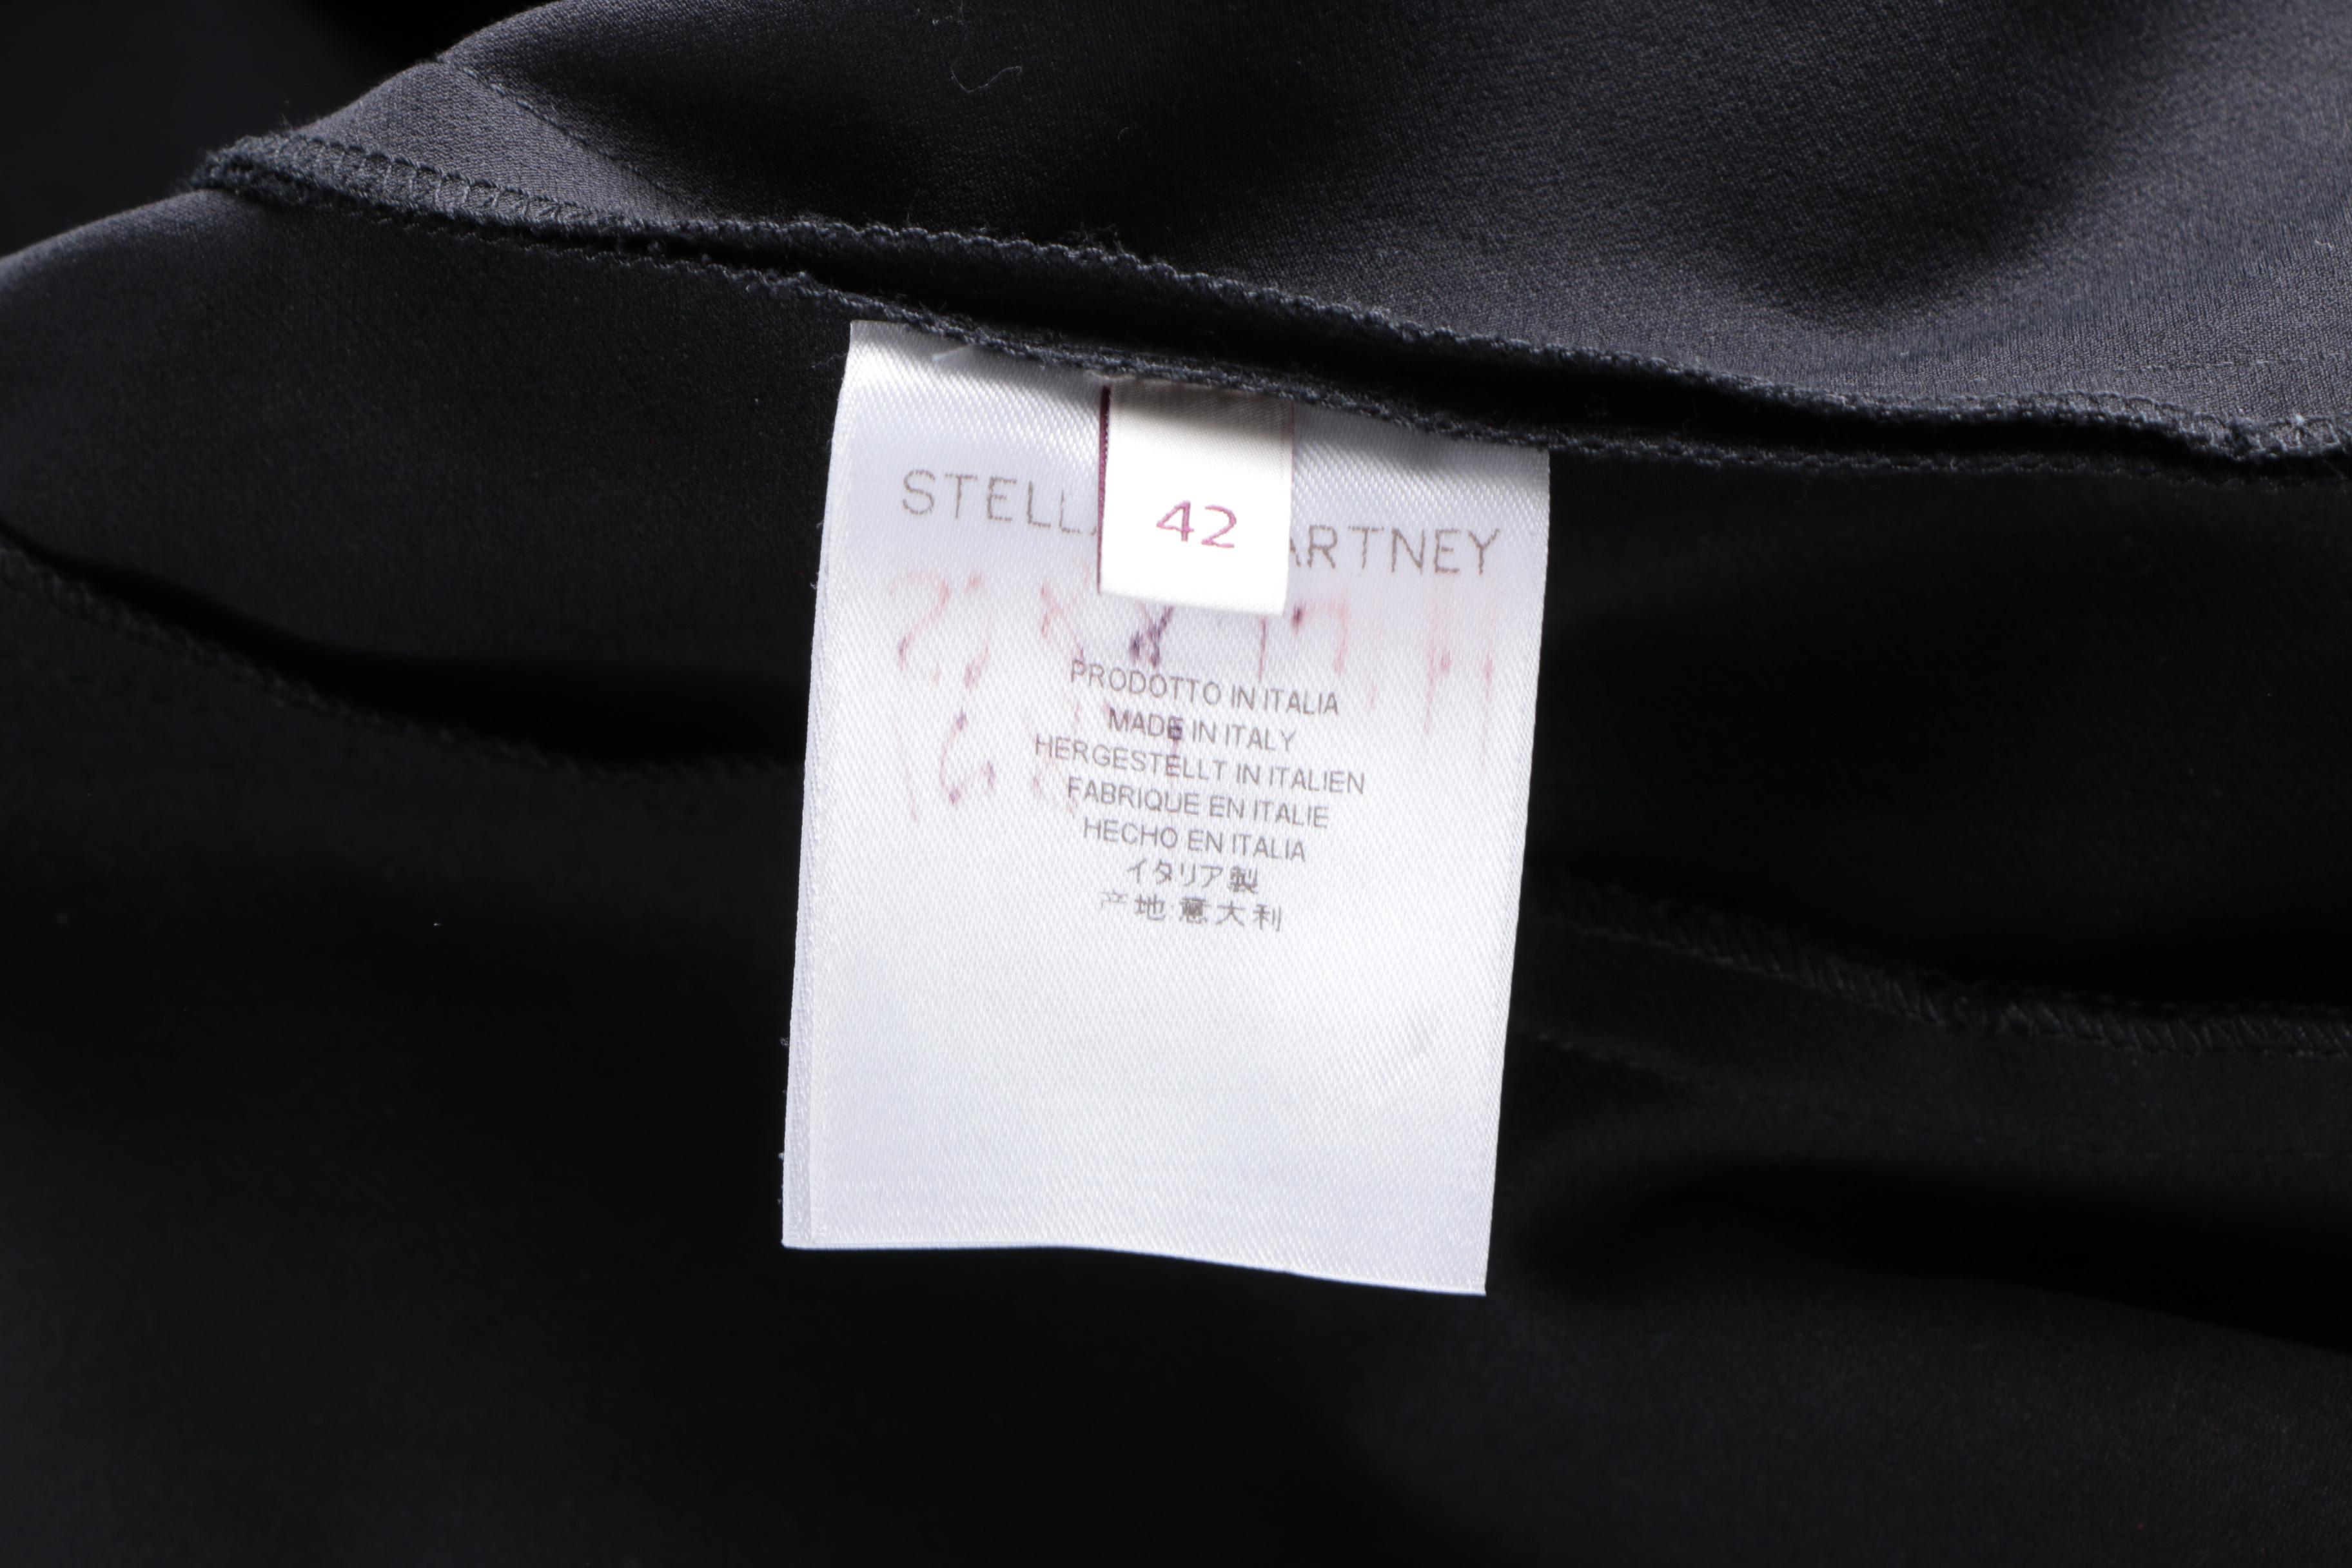 STELL ARTNEY
42
PRODOTTO IN ITALIA
MADE IN ITALY
HERGESTELLT IN ITALIEN
FABRIQUE EN ITALIE
HECHO EN ITALIA
イタリア製
产地意大利